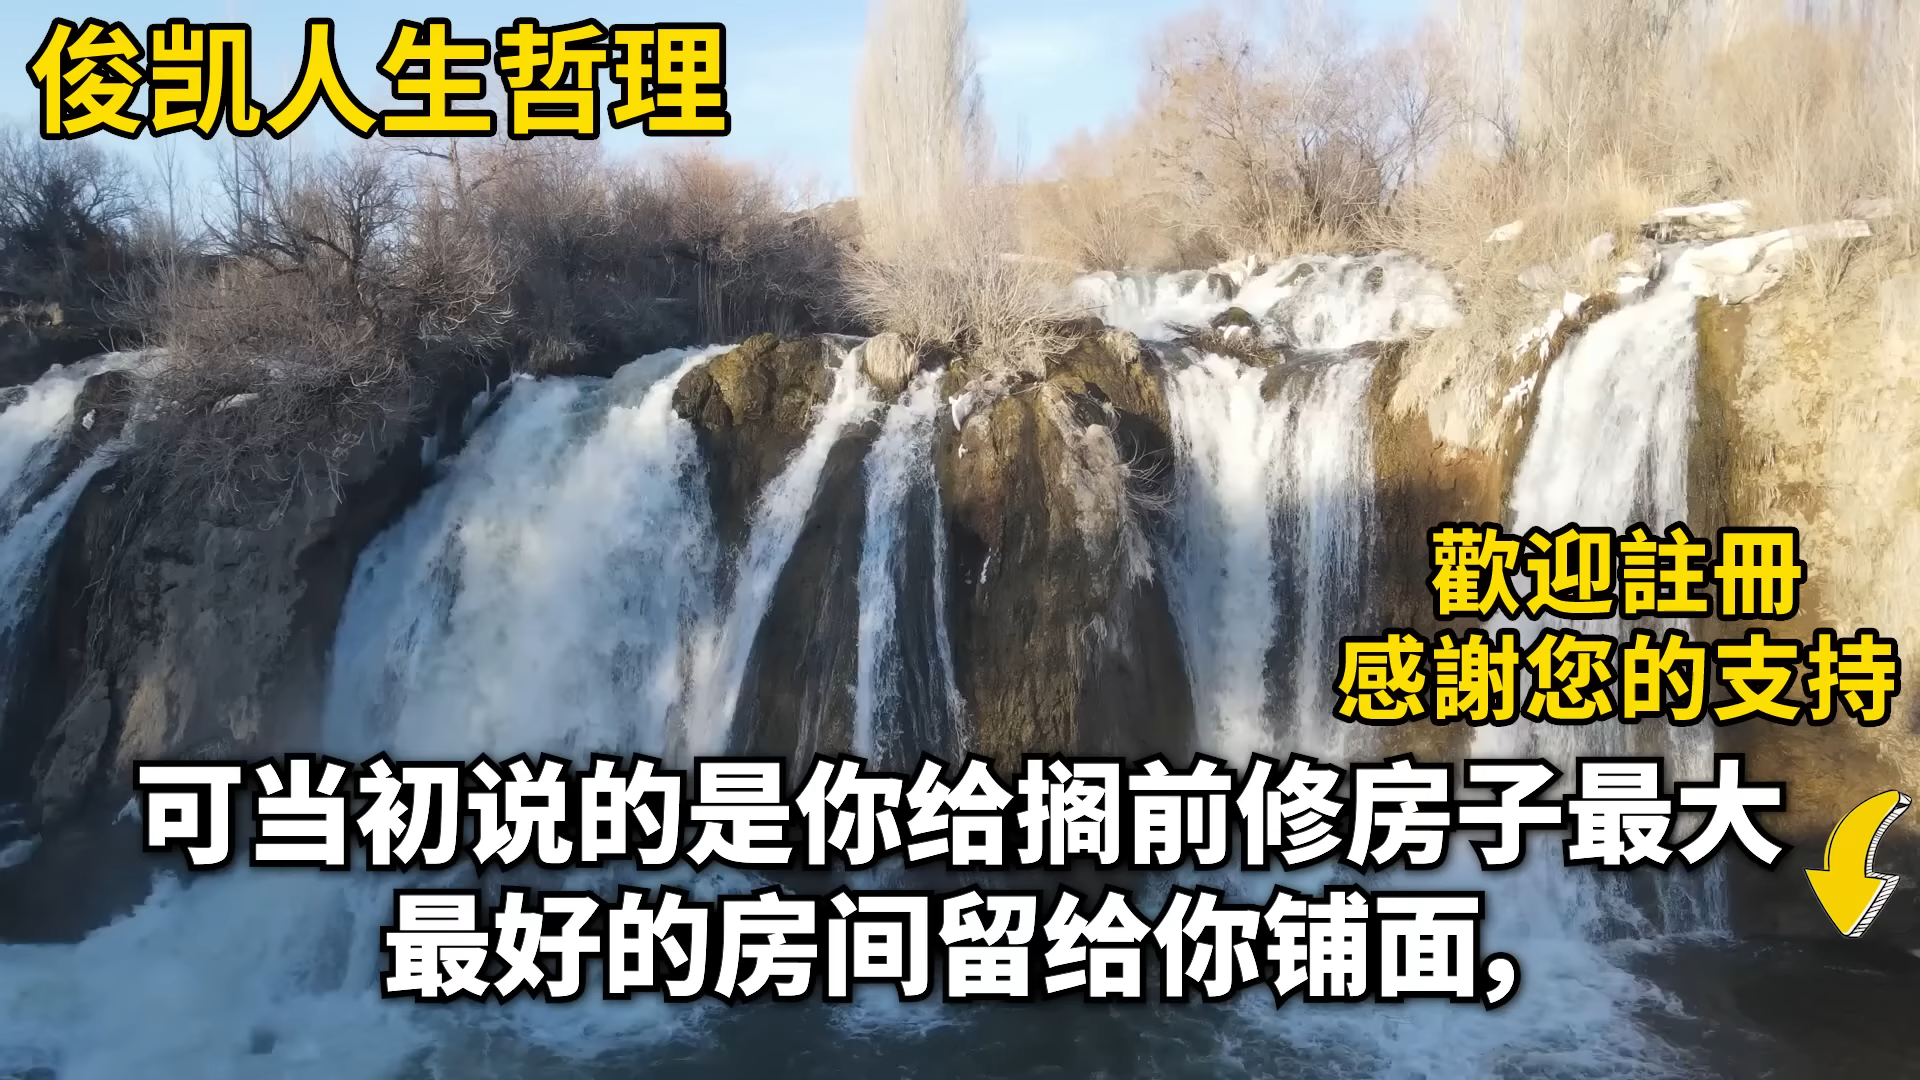 俊凯人生哲理
歡迎註冊
感謝您的支持
可当初说的是你给搁前修房子最大
最好的房间留给你铺面,